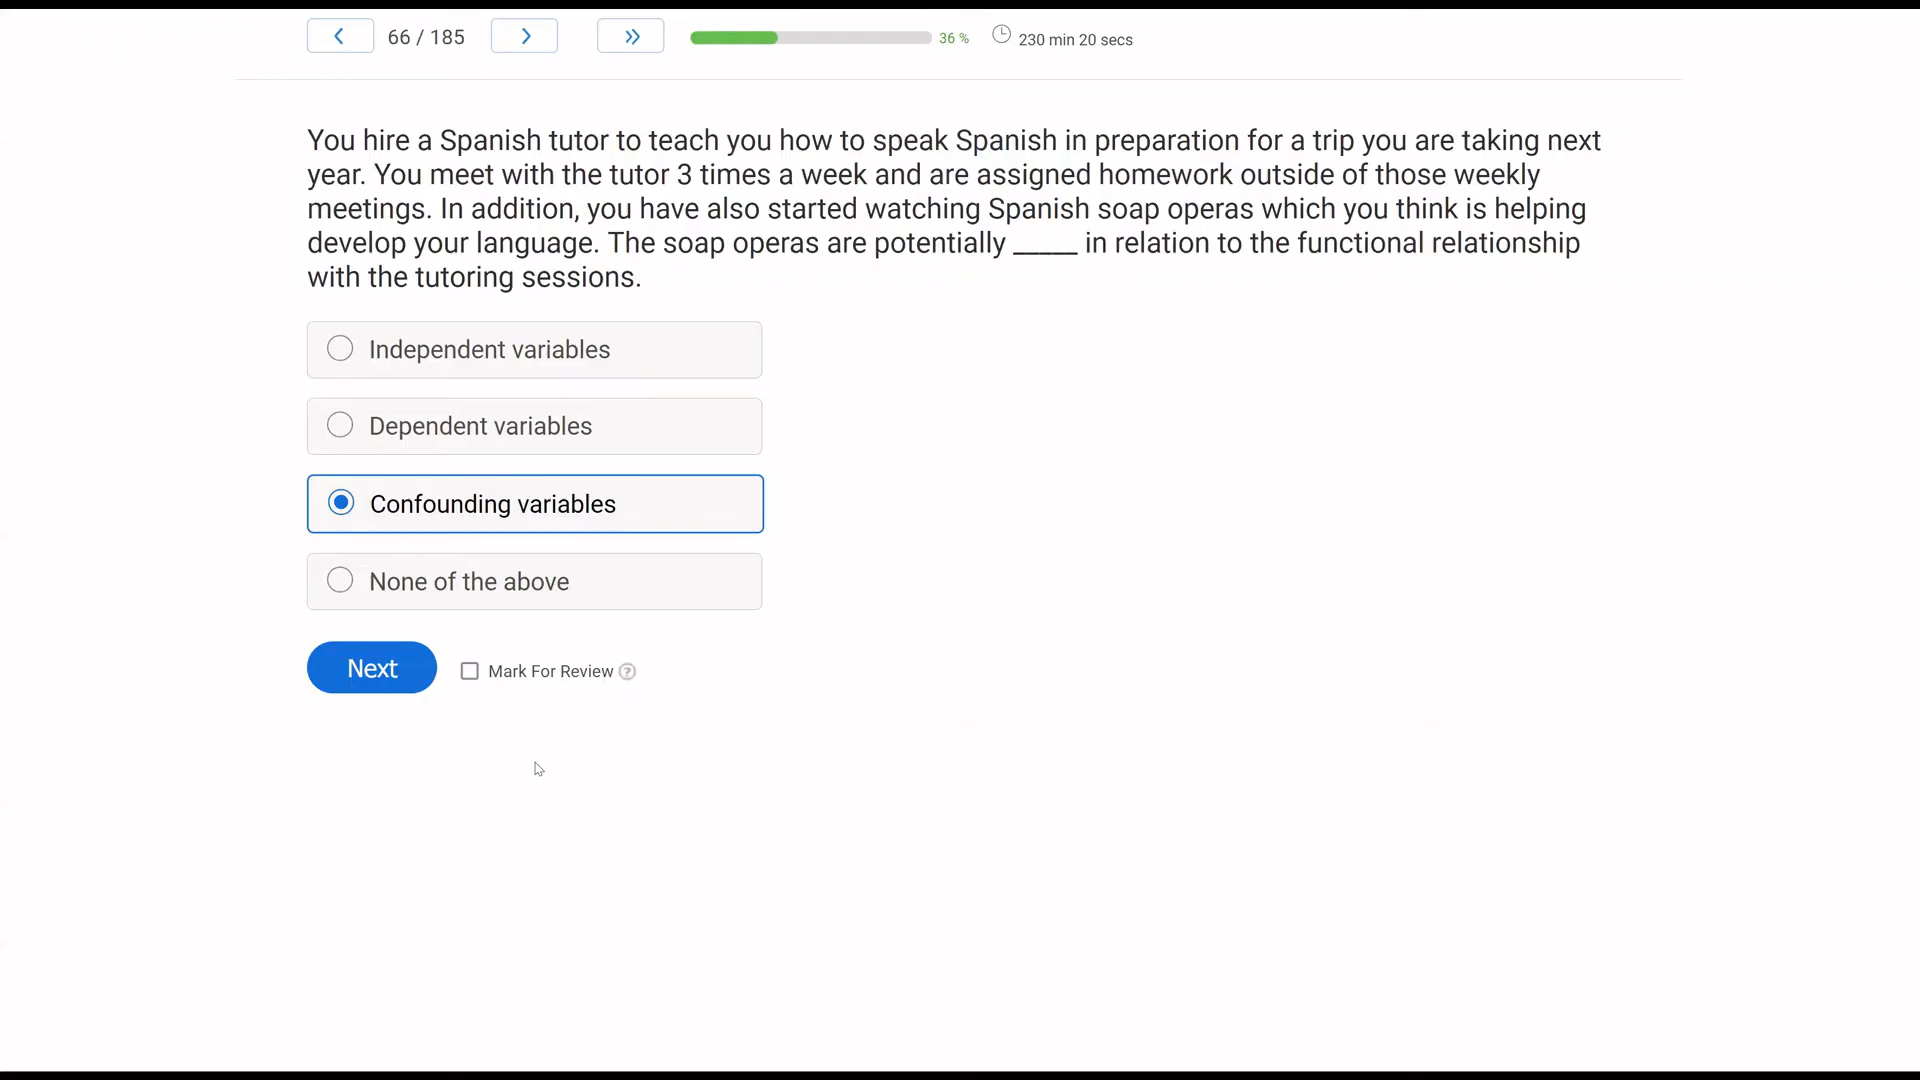 66 / 185
36 %
230 min 20 secs
You hire a Spanish tutor to teach you how to speak Spanish in preparation for a trip you are taking next
year. You meet with the tutor 3 times a week and are assigned homework outside of those weekly
meetings. In addition, you have also started watching Spanish soap operas which you think is helping
develop your language. The soap operas are potentially _____ in relation to the functional relationship
with the tutoring sessions.
Independent variables
Dependent variables
Confounding variables
None of the above
Next
Mark For Review ?